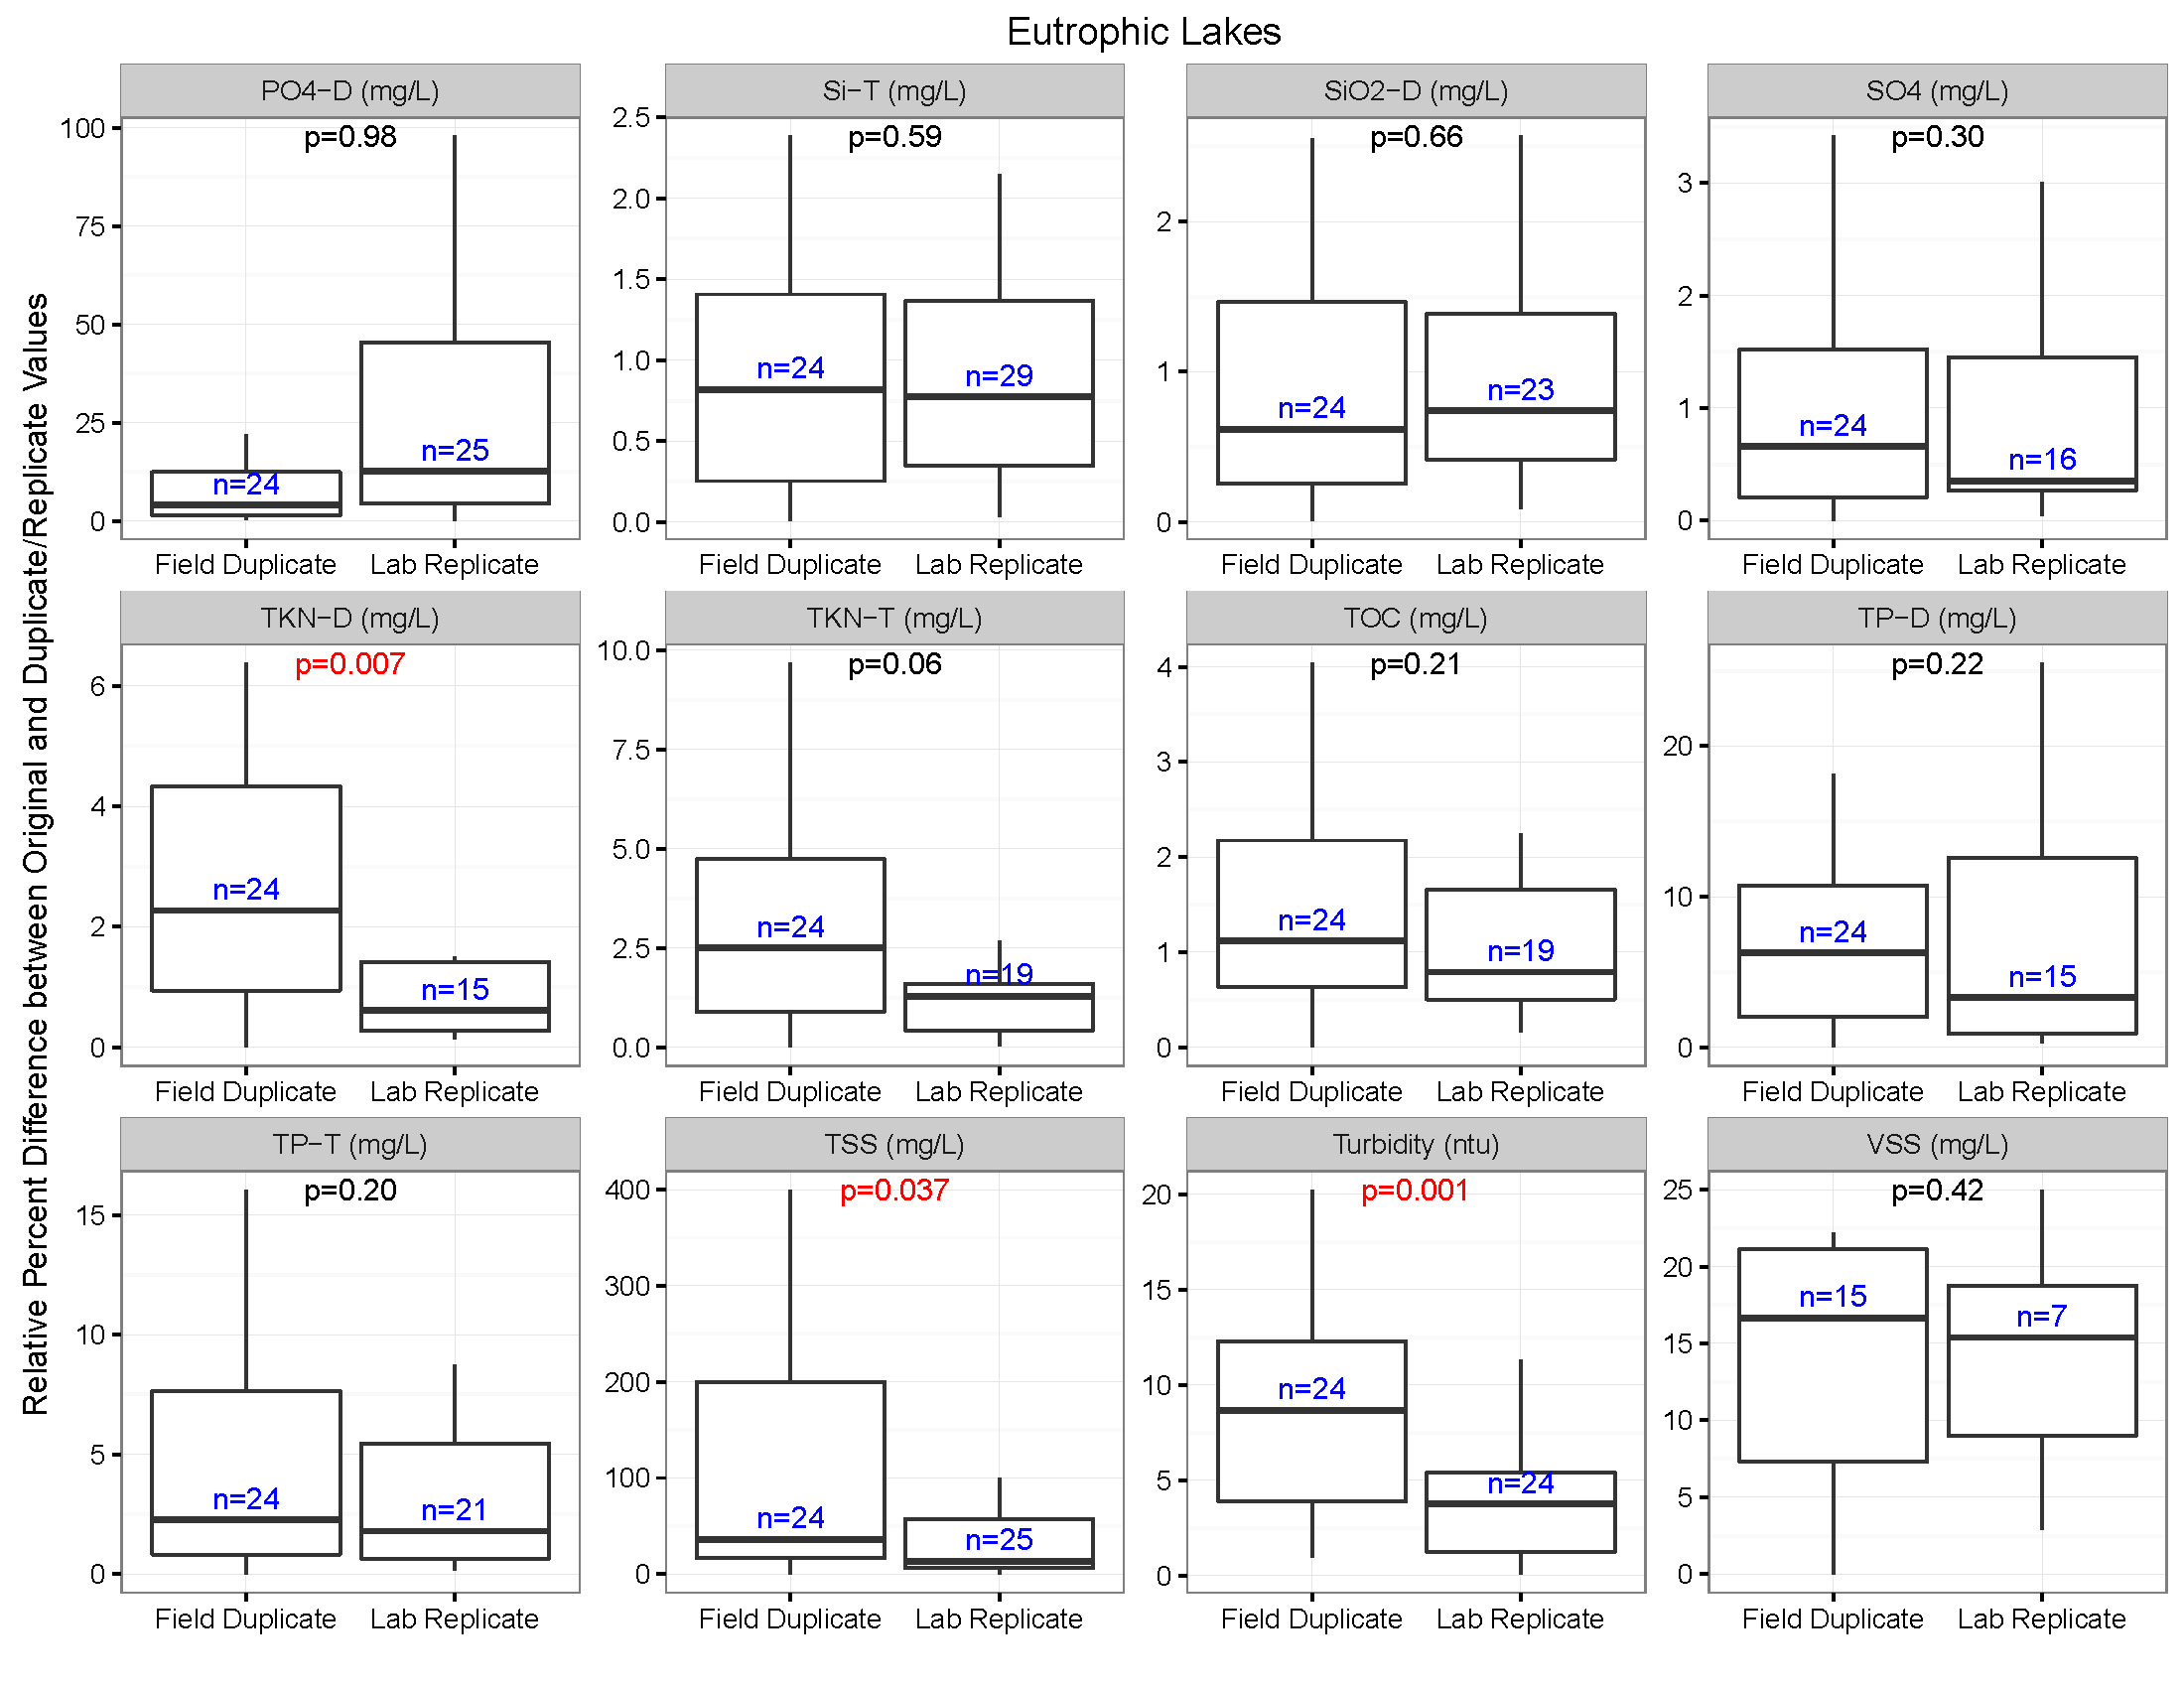 Eutrophic Lakes
Relative Percent Difference between Original and Duplicate/Replicate Values
PO4-D (mg/L)
p=0.98
100
75
50
25
0
n=24
n=25
Field Duplicate Lab Replicate
Si-T (mg/L)
p=0.59
2.5
2.0
1.5
1.0
0.5
0.0
n=24
n=29
Field Duplicate Lab Replicate
SiO2-D (mg/L)
p=0.66
2
1
0
n=24
n=23
Field Duplicate Lab Replicate
SO4 (mg/L)
p=0.30
3
2
1
0
n=24
n=16
Field Duplicate Lab Replicate
TKN-D (mg/L)
p=0.007
6
4
2
0
n=24
n=15
Field Duplicate Lab Replicate
TKN-T (mg/L)
p=0.06
10.0
7.5
5.0
2.5
0.0
n=24
n=19
Field Duplicate Lab Replicate
TOC (mg/L)
p=0.21
4
3
2
1
0
n=24
n=19
Field Duplicate Lab Replicate
TP-D (mg/L)
p=0.22
20
10
0
n=24
n=15
Field Duplicate Lab Replicate
TP-T (mg/L)
p=0.20
15
10
5
0
n=24
n=21
Field Duplicate Lab Replicate
TSS (mg/L)
p=0.037
400
300
200
100
0
n=24
n=25
Field Duplicate Lab Replicate
Turbidity (ntu)
p=0.001
20
15
10
5
0
n=24
n=24
Field Duplicate Lab Replicate
VSS (mg/L)
p=0.42
25
20
15
10
5
0
n=15
n=7
Field Duplicate Lab Replicate